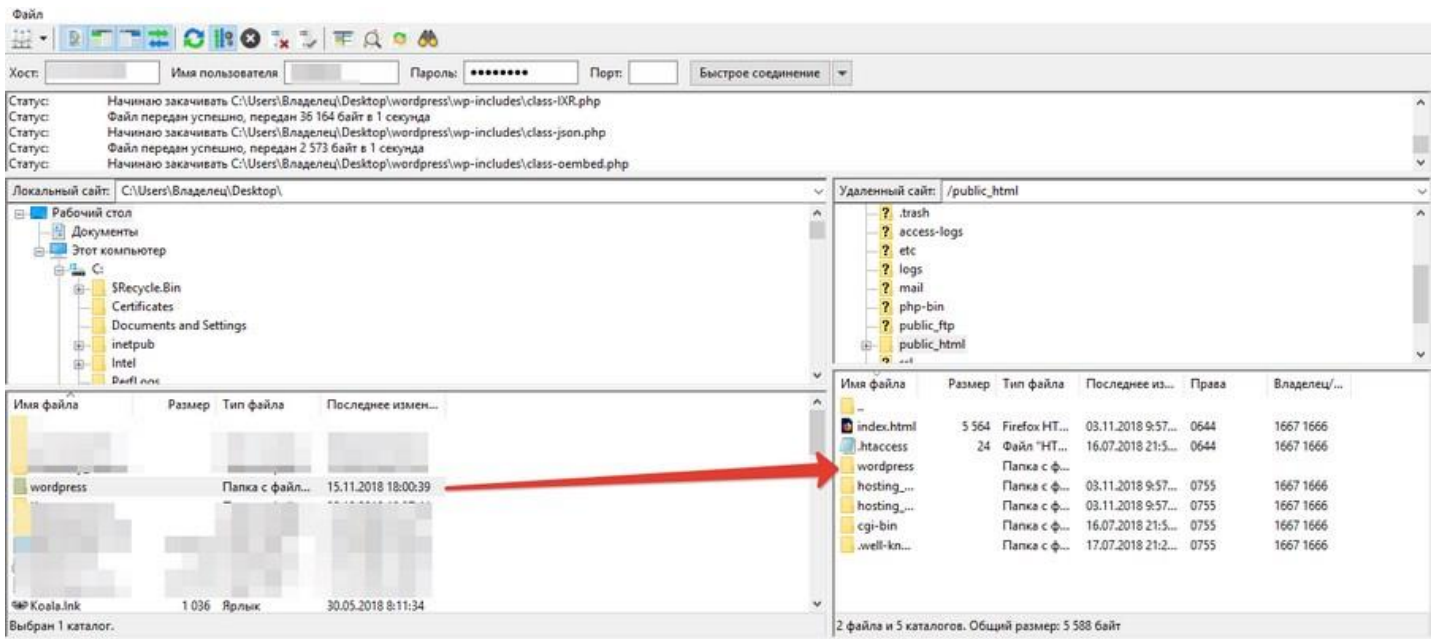 Файл
Хост: Имя пользователя Пароль: •••••••• Порт: Быстрое соединение
Статус: Начинаю закачивать C:\Users\Владелец\Desktop\wordpress\wp-includes\class-IXR.php
Статус: Файл передан успешно, передан 36 164 байт в 1 секунда
Статус: Начинаю закачивать C:\Users\Владелец\Desktop\wordpress\wp-includes\class-json.php
Статус: Файл передан успешно, передан 2 573 байт в 1 секунда
Статус: Начинаю закачивать C:\Users\Владелец\Desktop\wordpress\wp-includes\class-oembed.php
Локальный сайт: C:\Users\Владелец\Desktop\
Рабочий стол
Документы
Этот компьютер
C:
$Recycle.Bin
Certificates
Documents and Settings
inetpub
Intel
PerfLogs
Имя файла Размер Тип файла Последнее измен...
wordpress Папка с файл... 15.11.2018 18:00:39
Koala.lnk 1 036 Ярлык 30.05.2018 8:11:34
Выбран 1 каталог.
Удаленный сайт: /public_html
.trash
access-logs
etc
logs
mail
php-bin
public_ftp
public_html
Имя файла Размер Тип файла Последнее из... Права Владелец/...
..
index.html 5 564 Firefox HT... 03.11.2018 9:57... 0644 1667 1666
.htaccess 24 Файл "HT... 16.07.2018 21:5... 0644 1667 1666
wordpress Папка с ф...
hosting_... Папка с ф... 03.11.2018 9:57... 0755 1667 1666
hosting_... Папка с ф... 03.11.2018 9:57... 0755 1667 1666
cgi-bin Папка с ф... 16.07.2018 21:5... 0755 1667 1666
.well-kn... Папка с ф... 17.07.2018 21:2... 0755 1667 1666
2 файла и 5 каталогов. Общий размер: 5 588 байт